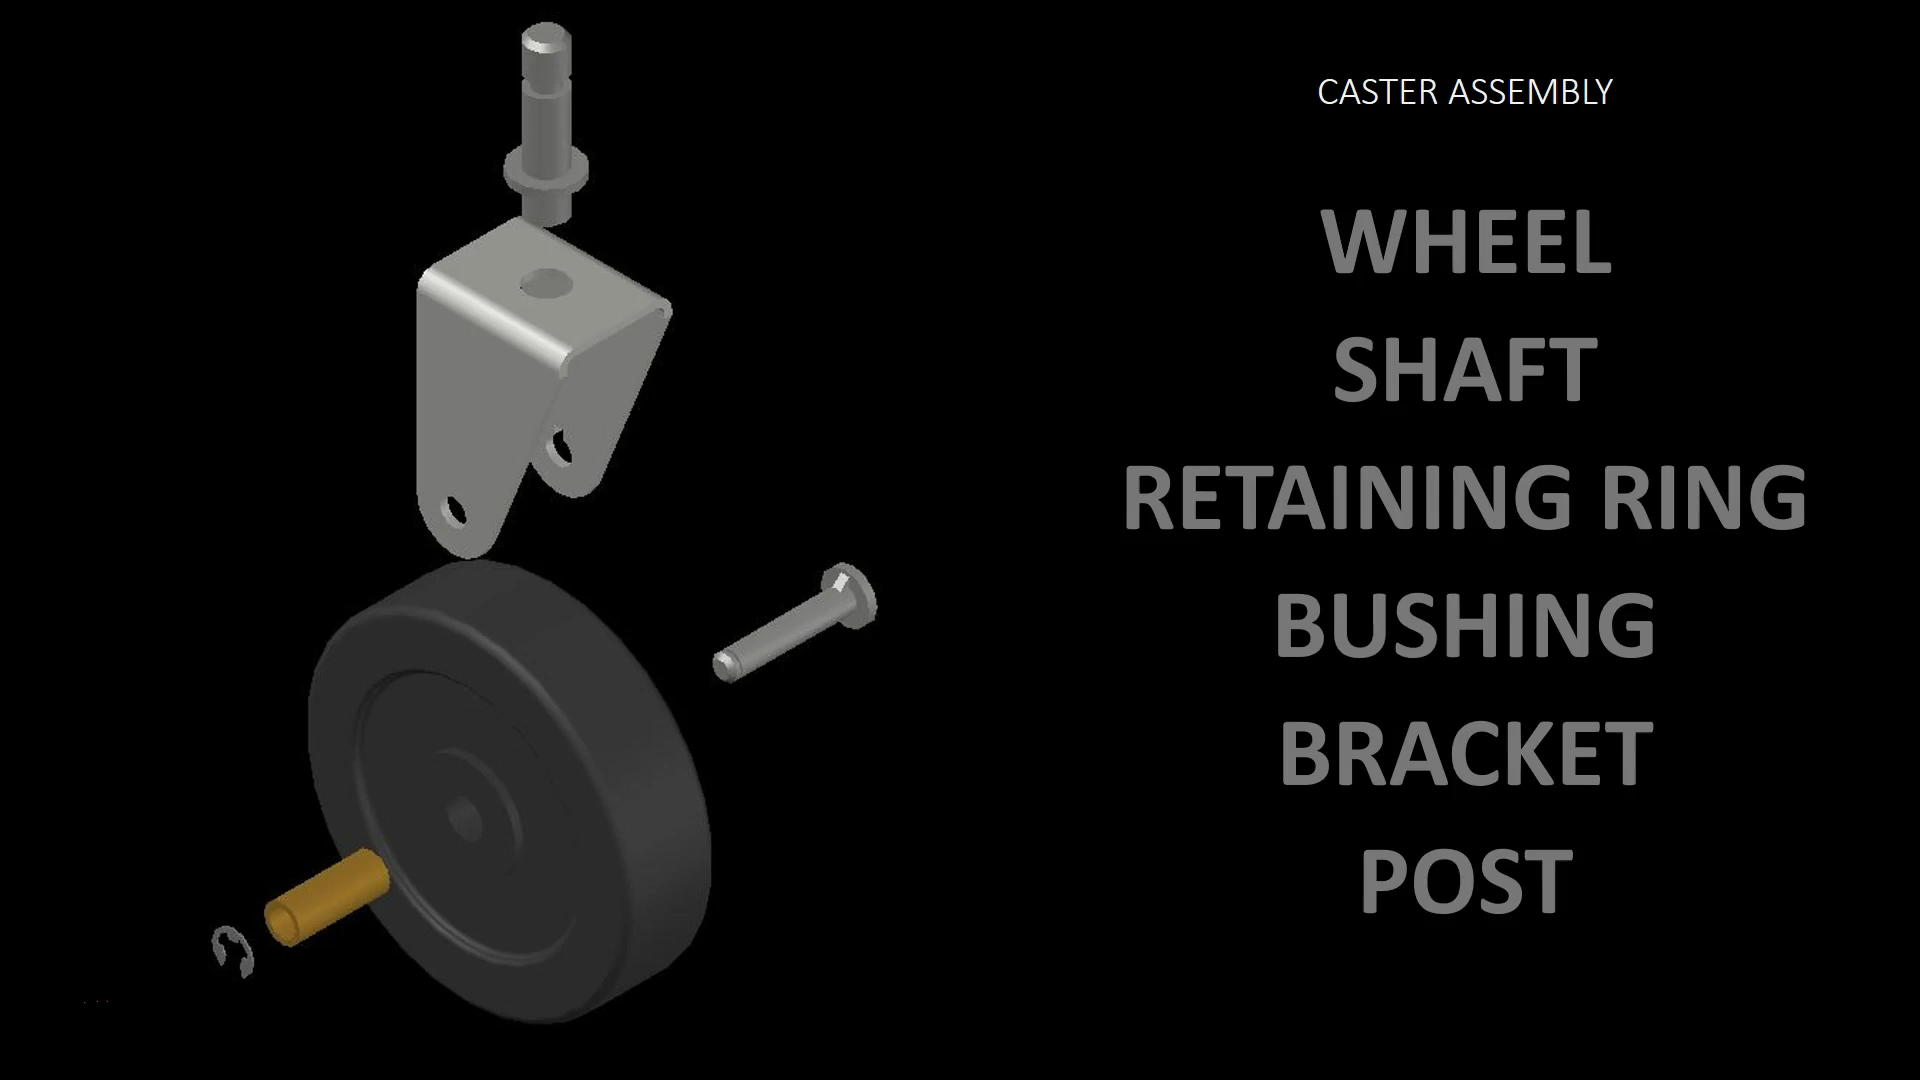 CASTER ASSEMBLY
WHEEL
SHAFT
RETAINING RING
BUSHING
BRACKET
POST